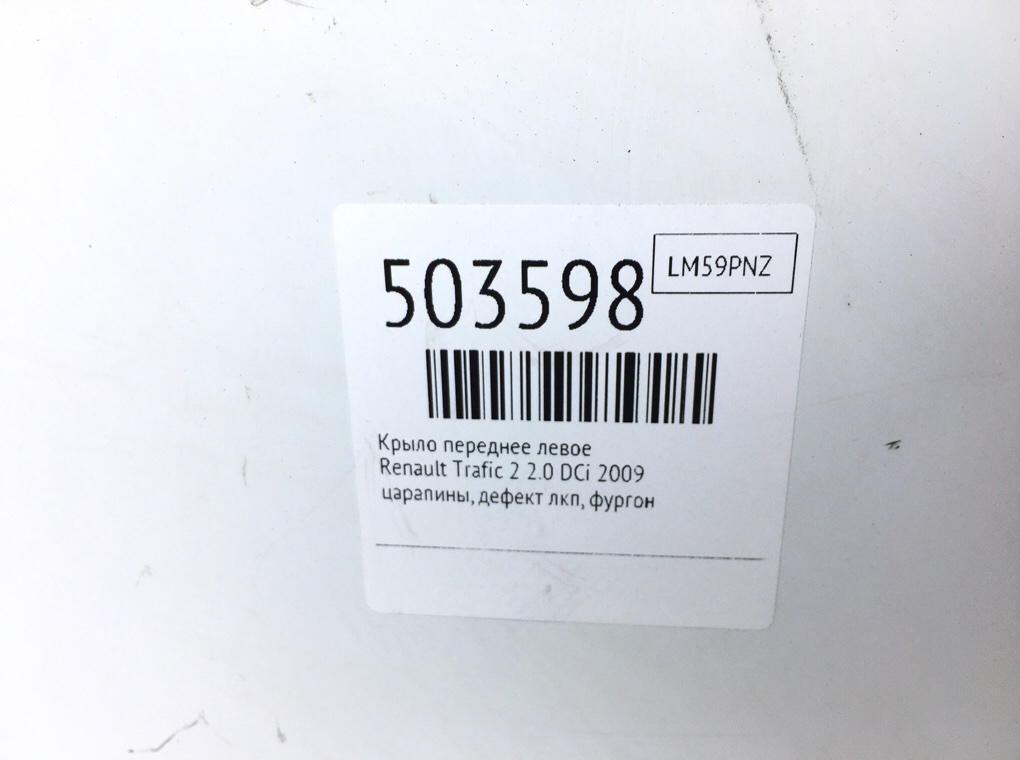 503598
LM59PNZ
Крыло переднее левое
Renault Trafic 2 2.0 DCi 2009
царапины, дефект лкп, фургон